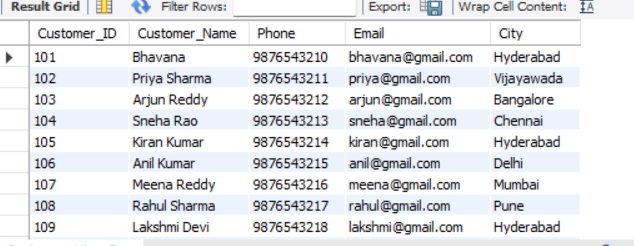 Result Grid Filter Rows: Export: Wrap Cell Content: IA
Customer_ID Customer_Name Phone Email City
101 Bhavana 9876543210 bhavana@gmail.com Hyderabad
102 Priya Sharma 9876543211 priya@gmail.com Vijayawada
103 Arjun Reddy 9876543212 arjun@gmail.com Bangalore
104 Sneha Rao 9876543213 sneha@gmail.com Chennai
105 Kiran Kumar 9876543214 kiran@gmail.com Hyderabad
106 Anil Kumar 9876543215 anil@gmail.com Delhi
107 Meena Reddy 9876543216 meena@gmail.com Mumbai
108 Rahul Sharma 9876543217 rahul@gmail.com Pune
109 Lakshmi Devi 9876543218 lakshmi@gmail.com Hyderabad